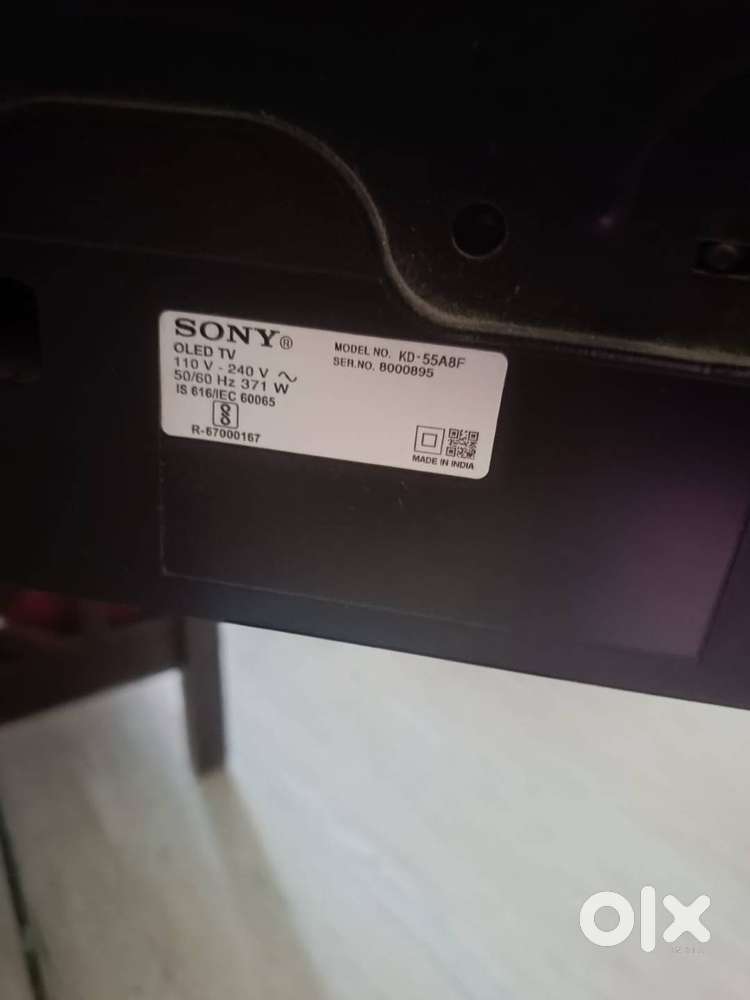 SONY®
OLED TV
110 V - 240 V ~
50/60 Hz 371 W
IS 616/IEC 60065
R-67000167
MODEL NO. KD-55A8F
SER.NO. 8000895
MADE IN INDIA
olx